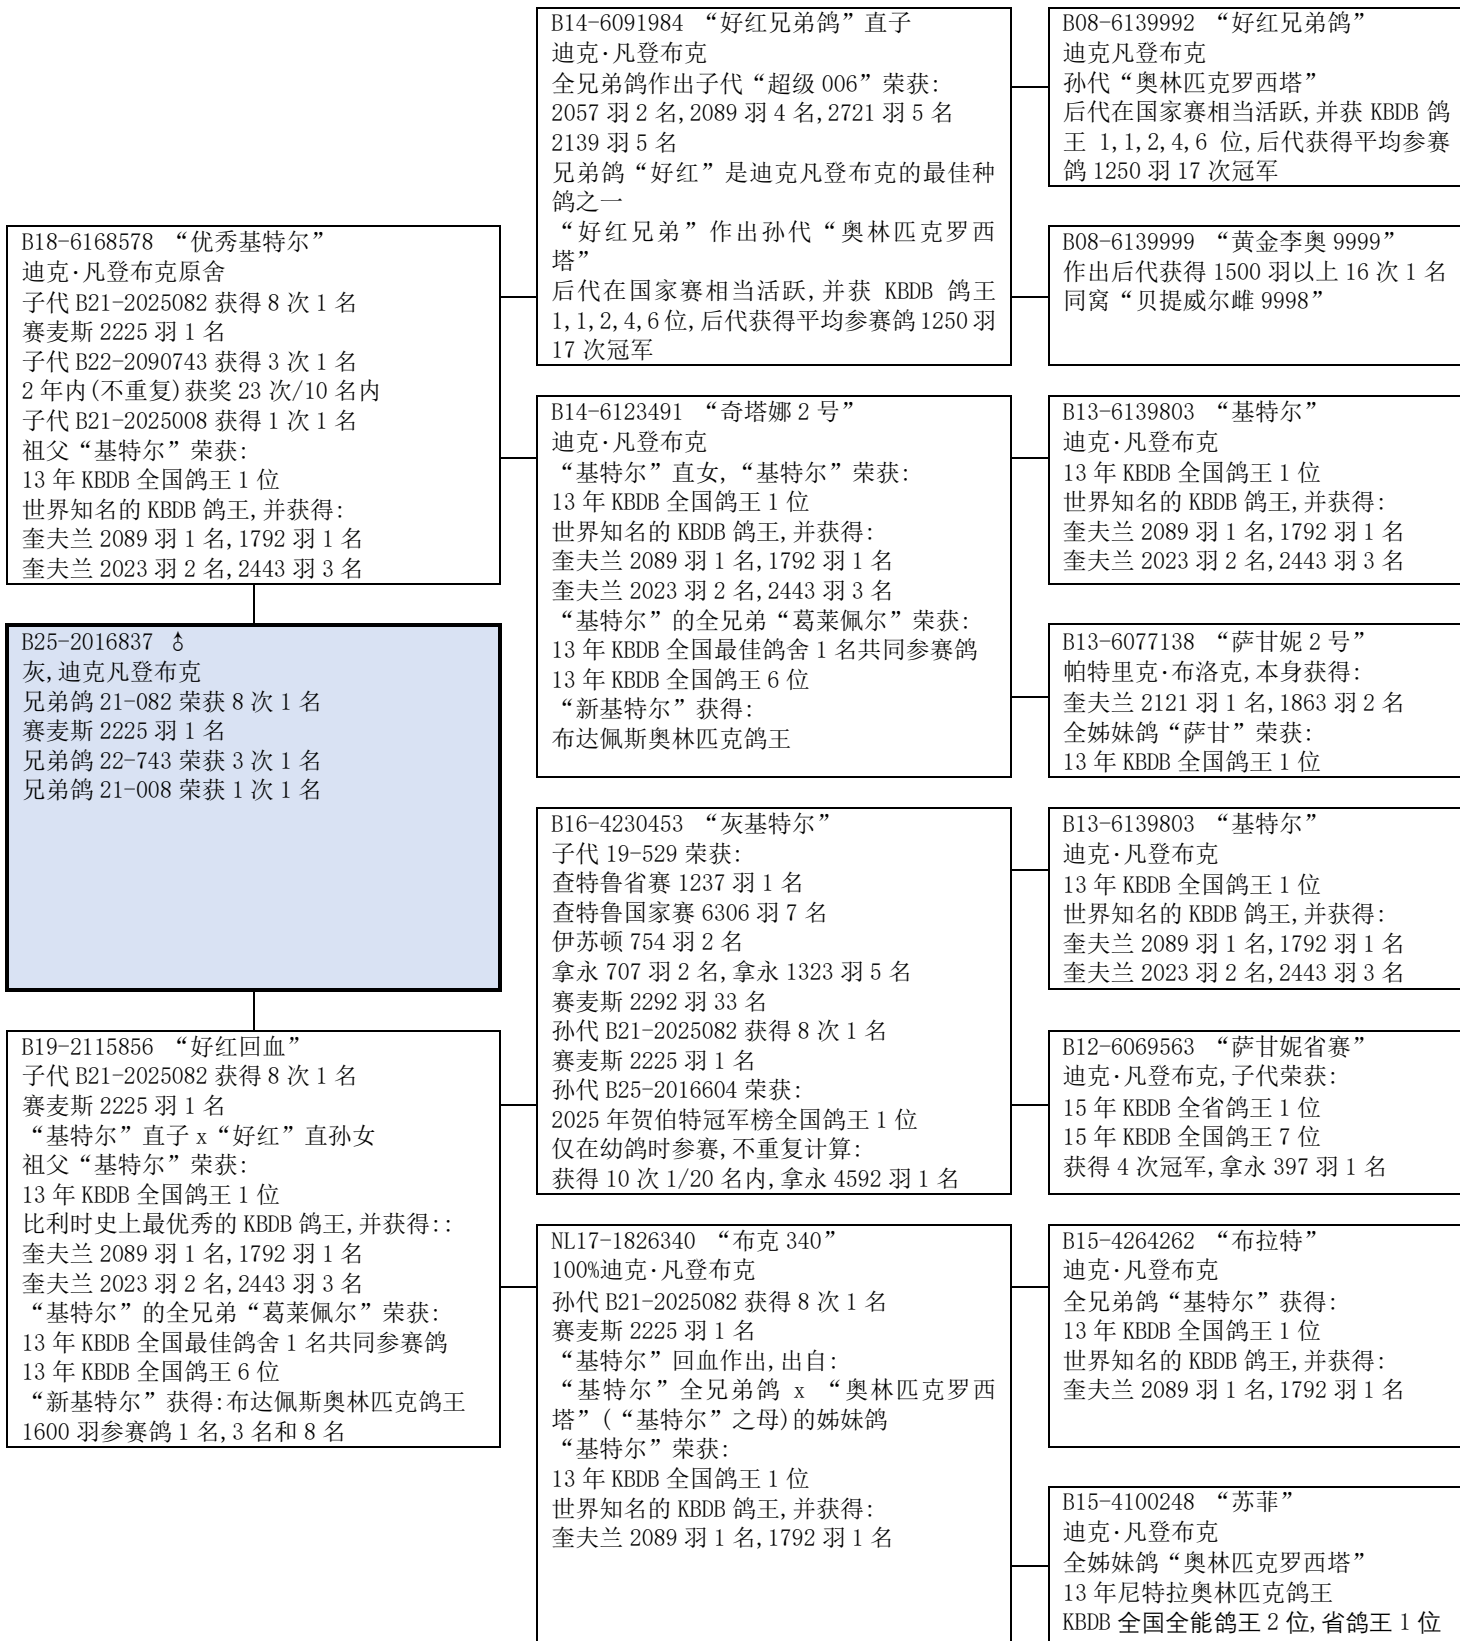 B18-6168578 “优秀基特尔”
迪克·凡登布克原舍
子代 B21-2025082 获得 8 次 1 名
赛麦斯 2225 羽 1 名
子代 B22-2090743 获得 3 次 1 名
2 年内(不重复)获奖 23 次/10 名内
子代 B21-2025008 获得 1 次 1 名
祖父“基特尔”荣获:
13 年 KBDB 全国鸽王 1 位
世界知名的 KBDB 鸽王,并获得:
奎夫兰 2089 羽 1 名,1792 羽 1 名
奎夫兰 2023 羽 2 名,2443 羽 3 名
B25-2016837 ♂
灰,迪克凡登布克
兄弟鸽 21-082 荣获 8 次 1 名
赛麦斯 2225 羽 1 名
兄弟鸽 22-743 荣获 3 次 1 名
兄弟鸽 21-008 荣获 1 次 1 名
B19-2115856 “好红回血”
子代 B21-2025082 获得 8 次 1 名
赛麦斯 2225 羽 1 名
“基特尔”直子 x“好红”直孙女
祖父“基特尔”荣获:
13 年 KBDB 全国鸽王 1 位
比利时史上最优秀的 KBDB 鸽王,并获得::
奎夫兰 2089 羽 1 名,1792 羽 1 名
奎夫兰 2023 羽 2 名,2443 羽 3 名
“基特尔”的全兄弟“葛莱佩尔”荣获:
13 年 KBDB 全国最佳鸽舍 1 名共同参赛鸽
13 年 KBDB 全国鸽王 6 位
“新基特尔”获得:布达佩斯奥林匹克鸽王
1600 羽参赛鸽 1 名,3 名和 8 名
B14-6091984 “好红兄弟鸽”直子
迪克·凡登布克
全兄弟鸽作出子代“超级 006”荣获:
2057 羽 2 名,2089 羽 4 名,2721 羽 5 名
2139 羽 5 名
兄弟鸽“好红”是迪克凡登布克的最佳种
鸽之一
“好红兄弟”作出孙代“奥林匹克罗西
塔”
后代在国家赛相当活跃,并获 KBDB 鸽王
1,1,2,4,6 位,后代获得平均参赛鸽 1250 羽
17 次冠军
B14-6123491 “奇塔娜 2 号”
迪克·凡登布克
“基特尔”直女,“基特尔”荣获:
13 年 KBDB 全国鸽王 1 位
世界知名的 KBDB 鸽王,并获得:
奎夫兰 2089 羽 1 名,1792 羽 1 名
奎夫兰 2023 羽 2 名,2443 羽 3 名
“基特尔”的全兄弟“葛莱佩尔”荣获:
13 年 KBDB 全国最佳鸽舍 1 名共同参赛鸽
13 年 KBDB 全国鸽王 6 位
“新基特尔”获得:
布达佩斯奥林匹克鸽王
B16-4230453 “灰基特尔”
子代 19-529 荣获:
查特鲁省赛 1237 羽 1 名
查特鲁国家赛 6306 羽 7 名
伊苏顿 754 羽 2 名
拿永 707 羽 2 名,拿永 1323 羽 5 名
赛麦斯 2292 羽 33 名
孙代 B21-2025082 获得 8 次 1 名
赛麦斯 2225 羽 1 名
孙代 B25-2016604 荣获:
2025 年贺伯特冠军榜全国鸽王 1 位
仅在幼鸽时参赛,不重复计算:
获得 10 次 1/20 名内,拿永 4592 羽 1 名
NL17-1826340 “布克 340”
100%迪克·凡登布克
孙代 B21-2025082 获得 8 次 1 名
赛麦斯 2225 羽 1 名
“基特尔”回血作出,出自:
“基特尔”全兄弟鸽 x “奥林匹克罗西
塔”(“基特尔”之母)的姊妹鸽
“基特尔”荣获:
13 年 KBDB 全国鸽王 1 位
世界知名的 KBDB 鸽王,并获得:
奎夫兰 2089 羽 1 名,1792 羽 1 名
B08-6139992 “好红兄弟鸽”
迪克凡登布克
孙代“奥林匹克罗西塔”
后代在国家赛相当活跃,并获 KBDB 鸽
王 1,1,2,4,6 位,后代获得平均参赛
鸽 1250 羽 17 次冠军
B08-6139999 “黄金李奥 9999”
作出后代获得 1500 羽以上 16 次 1 名
同窝“贝提威尔雌 9998”
B13-6139803 “基特尔”
迪克·凡登布克
13 年 KBDB 全国鸽王 1 位
世界知名的 KBDB 鸽王,并获得:
奎夫兰 2089 羽 1 名,1792 羽 1 名
奎夫兰 2023 羽 2 名,2443 羽 3 名
B13-6077138 “萨甘妮 2 号”
帕特里克·布洛克,本身获得:
奎夫兰 2121 羽 1 名,1863 羽 2 名
全姊妹鸽“萨甘”荣获:
13 年 KBDB 全国鸽王 1 位
B13-6139803 “基特尔”
迪克·凡登布克
13 年 KBDB 全国鸽王 1 位
世界知名的 KBDB 鸽王,并获得:
奎夫兰 2089 羽 1 名,1792 羽 1 名
奎夫兰 2023 羽 2 名,2443 羽 3 名
B12-6069563 “萨甘妮省赛”
迪克·凡登布克,子代荣获:
15 年 KBDB 全省鸽王 1 位
15 年 KBDB 全国鸽王 7 位
获得 4 次冠军,拿永 397 羽 1 名
B15-4264262 “布拉特”
迪克·凡登布克
全兄弟鸽“基特尔”获得:
13 年 KBDB 全国鸽王 1 位
世界知名的 KBDB 鸽王,并获得:
奎夫兰 2089 羽 1 名,1792 羽 1 名
B15-4100248 “苏菲”
迪克·凡登布克
全姊妹鸽“奥林匹克罗西塔”
13 年尼特拉奥林匹克鸽王
KBDB 全国全能鸽王 2 位,省鸽王 1 位